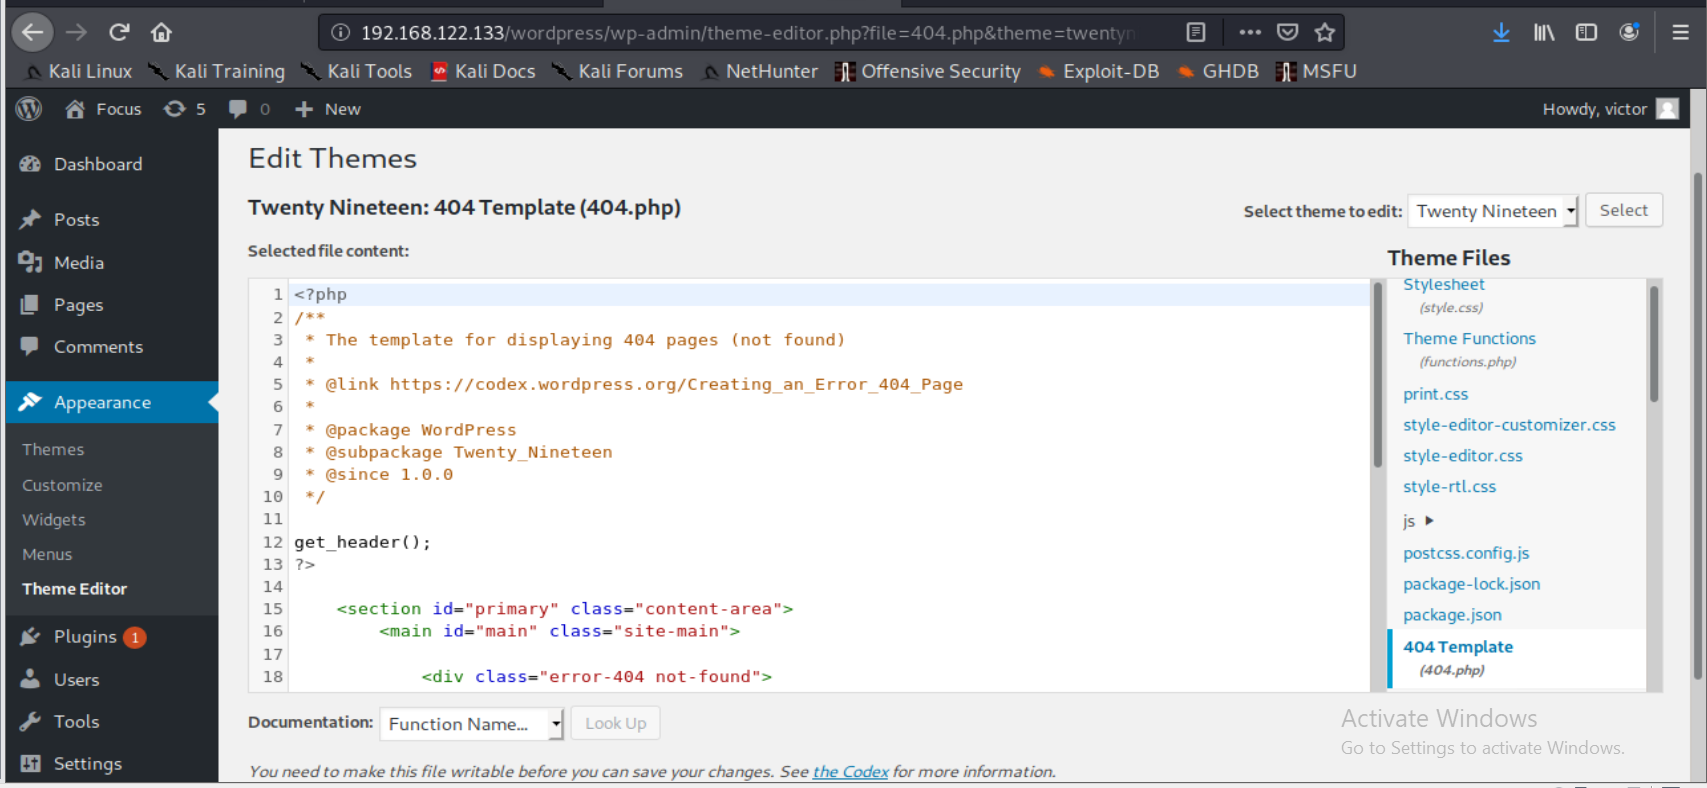 192.168.122.133/wordpress/wp-admin/theme-editor.php?file=404.php&theme=twentyn
Kali Linux Kali Training Kali Tools Kali Docs Kali Forums NetHunter Offensive Security Exploit-DB GHDB MSFU
Focus 5 0 New Howdy, victor
Dashboard
Posts
Media
Pages
Comments
Appearance
Themes
Customize
Widgets
Menus
Theme Editor
Plugins 1
Users
Tools
Settings
Edit Themes
Twenty Nineteen: 404 Template (404.php)
Select theme to edit: Twenty Nineteen Select
Selected file content:
1 <?php
2 /**
3 * The template for displaying 404 pages (not found)
4 *
5 * @link https://codex.wordpress.org/Creating_an_Error_404_Page
6 *
7 * @package WordPress
8 * @subpackage Twenty_Nineteen
9 * @since 1.0.0
10 */
11
12 get_header();
13 ?>
14
15 <section id="primary" class="content-area">
16 <main id="main" class="site-main">
17
18 <div class="error-404 not-found">
Theme Files
Stylesheet
(style.css)
Theme Functions
(functions.php)
print.css
style-editor-customizer.css
style-editor.css
style-rtl.css
js
postcss.config.js
package-lock.json
package.json
404 Template
(404.php)
Documentation: Function Name... Look Up
You need to make this file writable before you can save your changes. See the Codex for more information.
Activate Windows
Go to Settings to activate Windows.